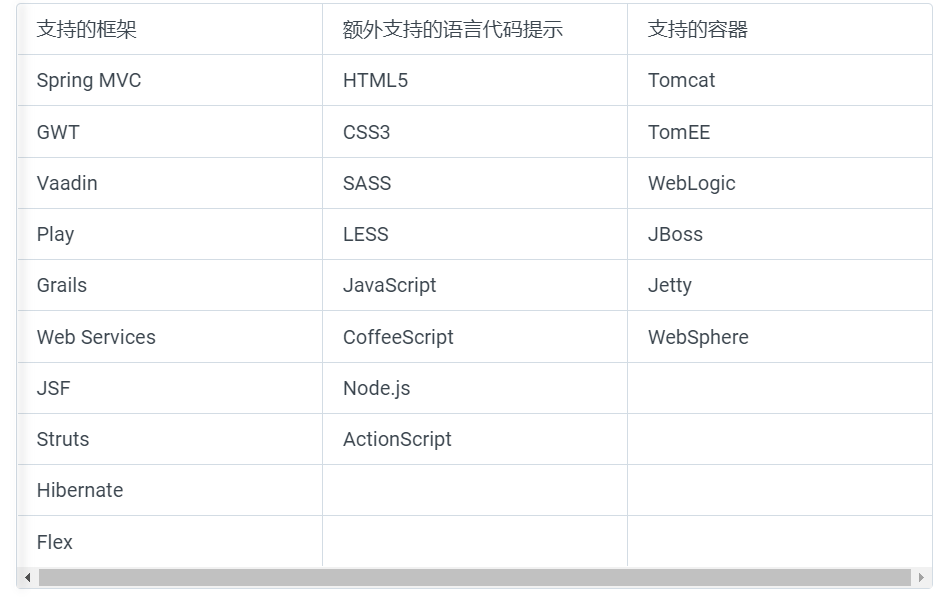 支持的框架 额外支持的语言代码提示 支持的容器
Spring MVC HTML5 Tomcat
GWT CSS3 TomEE
Vaadin SASS WebLogic
Play LESS JBoss
Grails JavaScript Jetty
Web Services CoffeeScript WebSphere
JSF Node.js
Struts ActionScript
Hibernate
Flex